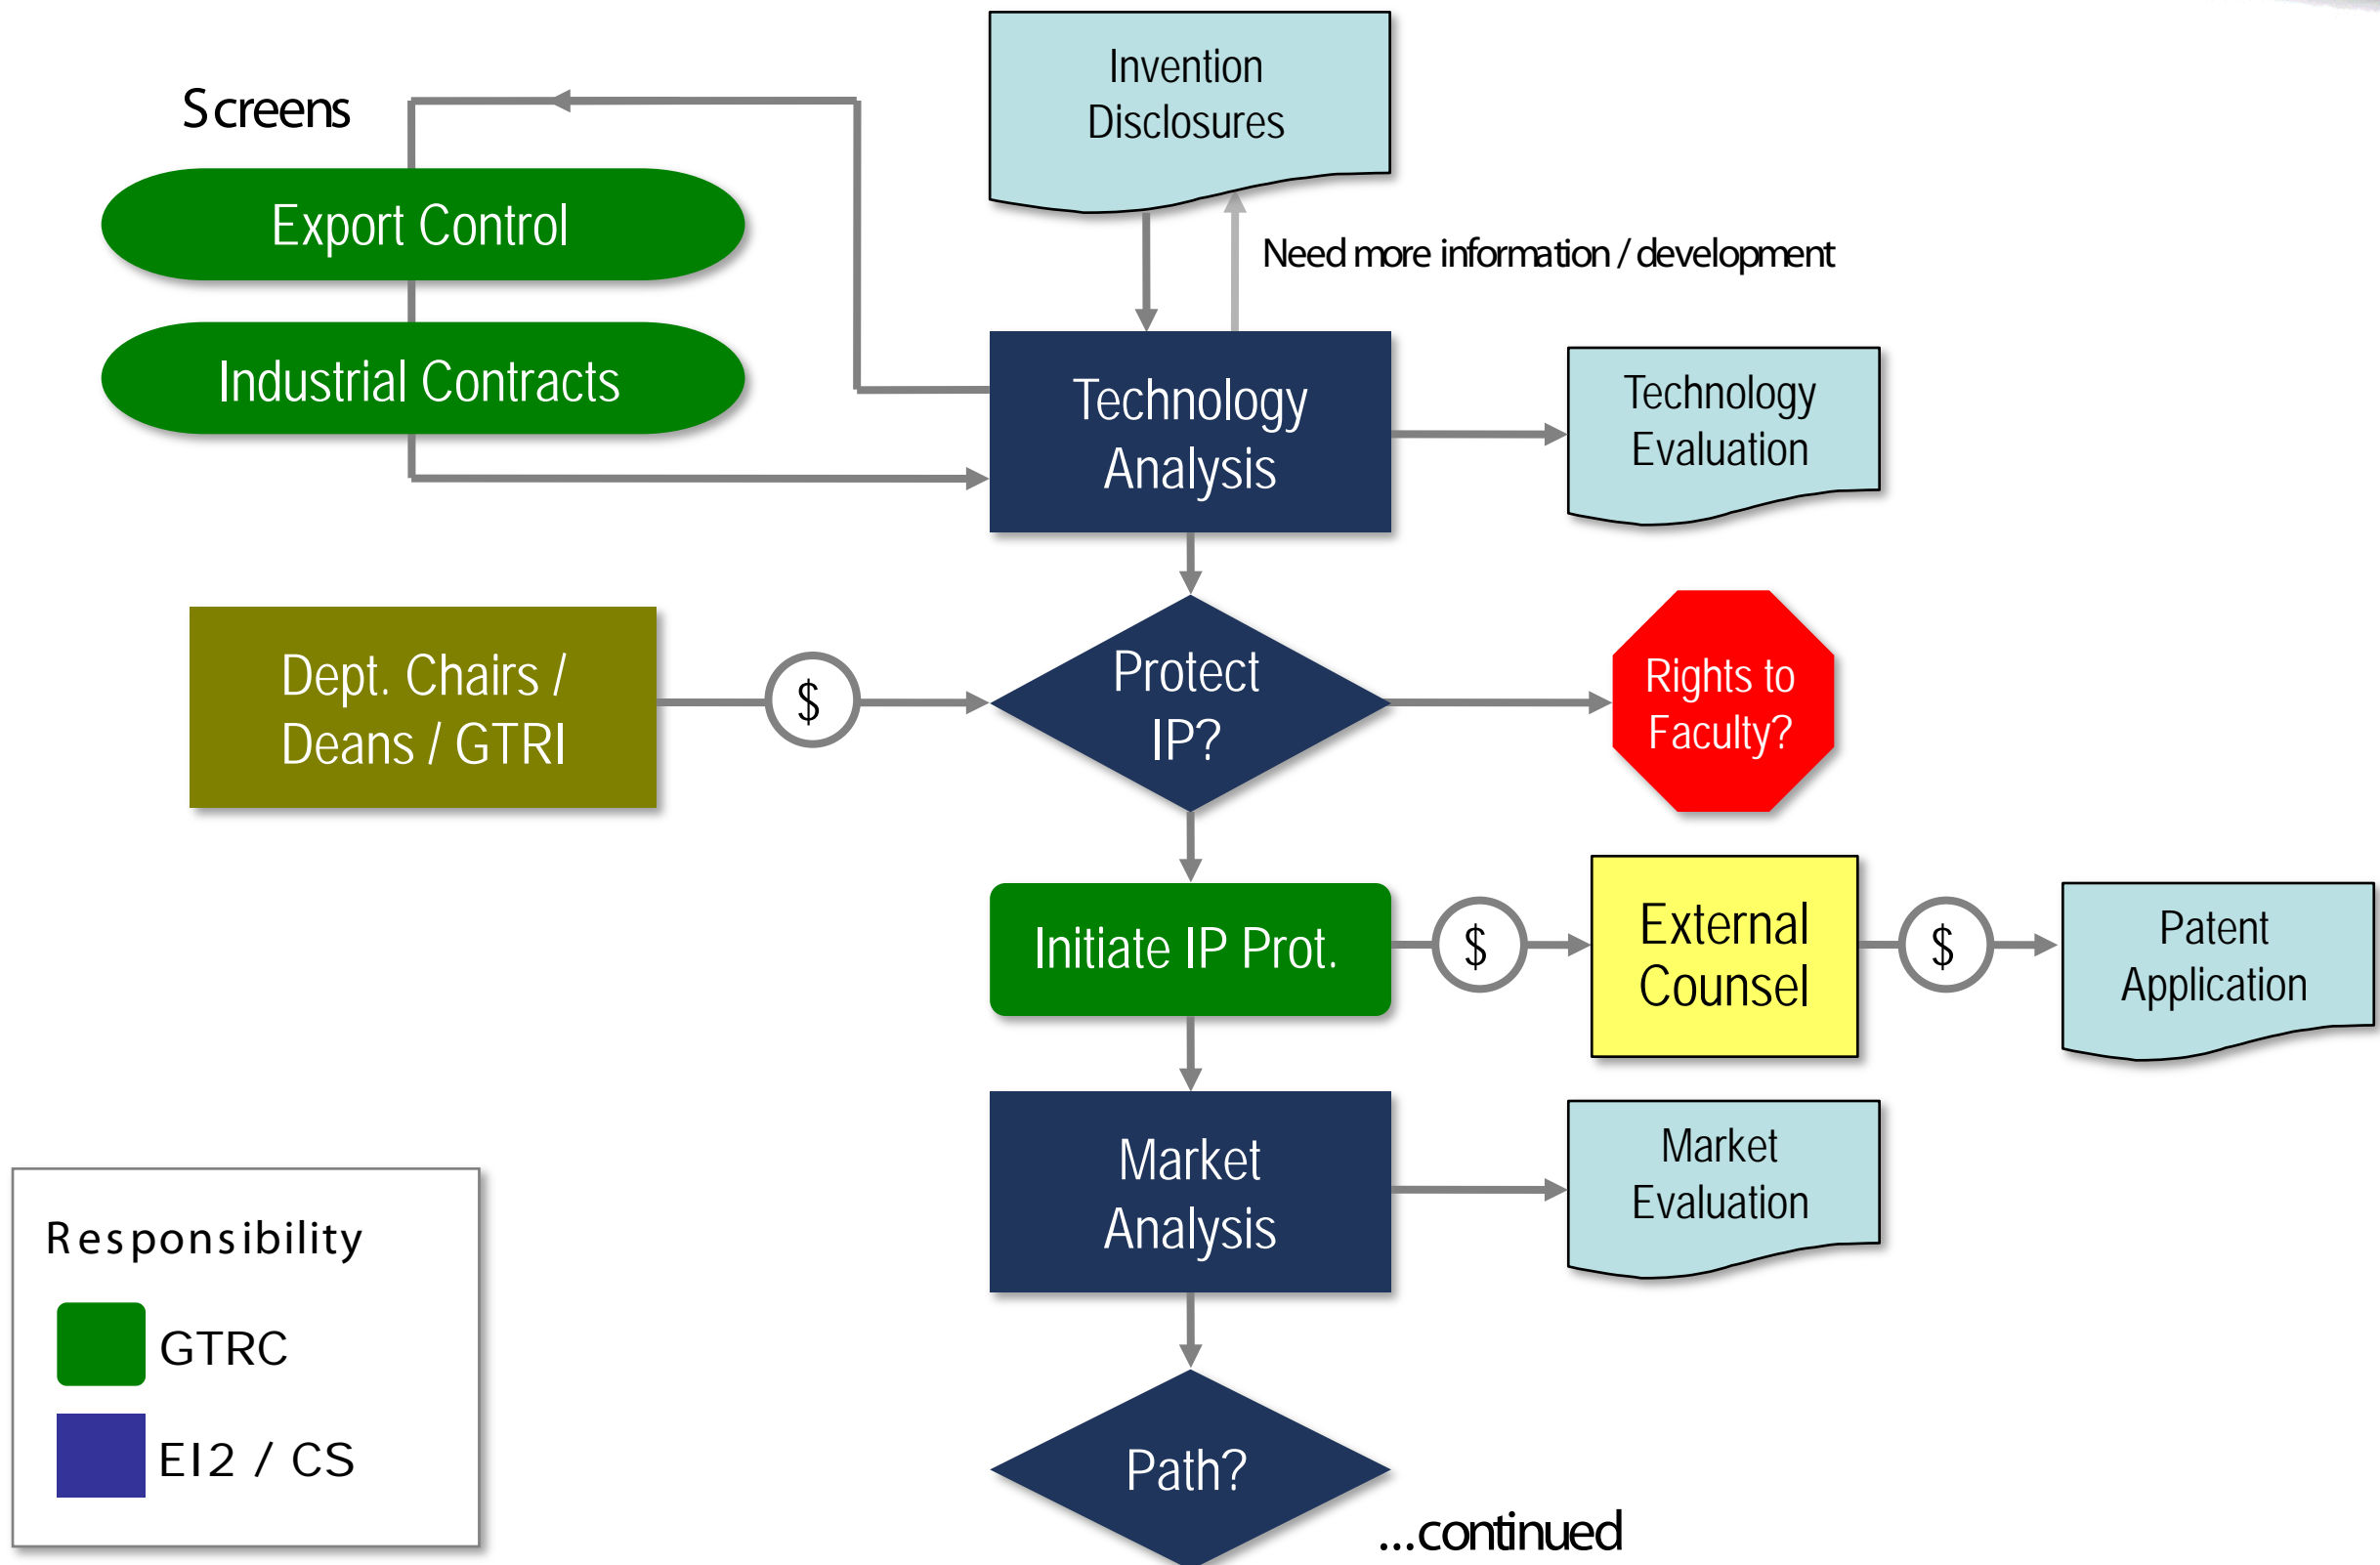 Invention
Disclosures
Screens
Export Control
Need more information / development
Industrial Contracts
Technology
Analysis
Technology
Evaluation
Dept. Chairs /
Deans / GTRI
$
Protect
IP?
Rights to
Faculty?
Initiate IP Prot.
$
External
Counsel
$
Patent
Application
Market
Analysis
Market
Evaluation
Responsibility
GTRC
EI2 / CS
Path?
...continued